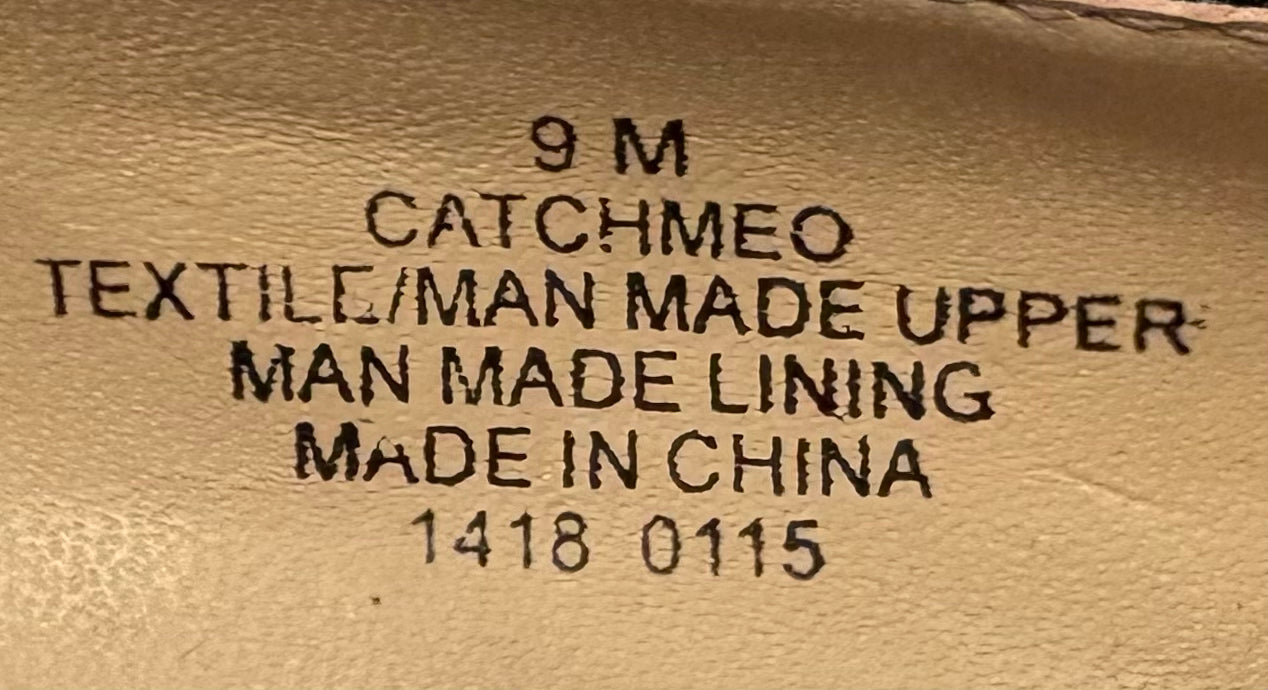 9 M
CATCHMEO
TEXTILE/MAN MADE UPPER
MAN MADE LINING
MADE IN CHINA
1418 0115